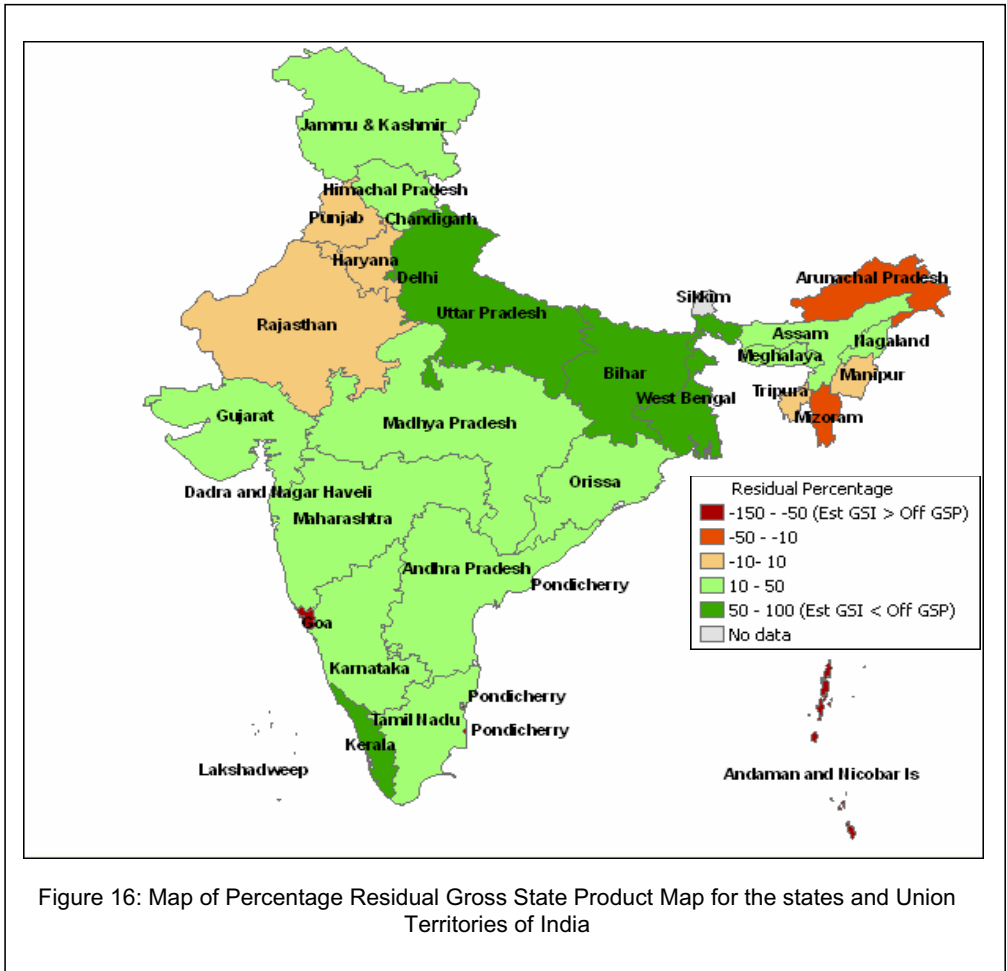 Jammu & Kashmir
Himachal Pradesh
Punjab
Chandigarh
Haryana
Delhi
Arunachal Pradesh
Sikkim
Uttar Pradesh
Rajasthan
Assam
Nagaland
Meghalaya
Bihar
Manipur
Tripura
West Bengal
Gujarat
Madhya Pradesh
Mizoram
Orissa
Dadra and Nagar Haveli
Maharashtra
Andhra Pradesh
Pondicherry
Goa
Karnataka
Pondicherry
Tamil Nadu
Pondicherry
Kerala
Lakshadweep
Andaman and Nicobar Is
Residual Percentage
-150 - -50 (Est GSI > Off GSP)
-50 - -10
-10- 10
10 - 50
50 - 100 (Est GSI < Off GSP)
No data
Figure 16: Map of Percentage Residual Gross State Product Map for the states and Union
Territories of India